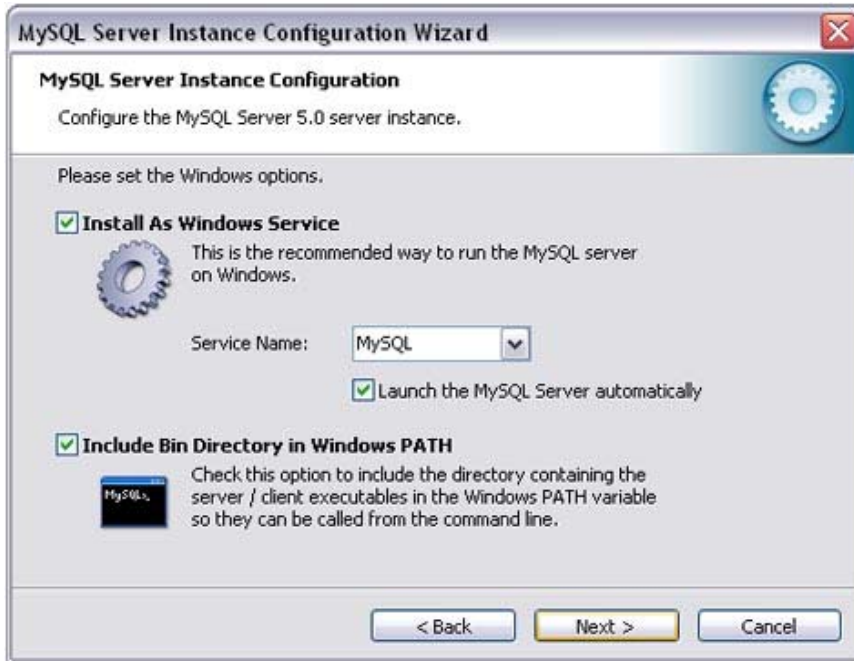 MySQL Server Instance Configuration Wizard
MySQL Server Instance Configuration
Configure the MySQL Server 5.0 server instance.
Please set the Windows options.
Install As Windows Service
This is the recommended way to run the MySQL server
on Windows.
Service Name: MySQL
Launch the MySQL Server automatically
Include Bin Directory in Windows PATH
Check this option to include the directory containing the
server / client executables in the Windows PATH variable
so they can be called from the command line.
< Back Next > Cancel